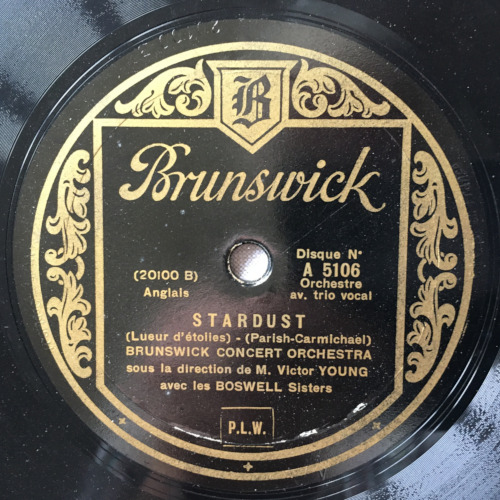 B
Brunswick
Disque N°
(20100 B)
A 5106
Anglais
Orchestre
av. trio vocal
STARDUST
(Lueur d'étoiles) - (Parish-Carmichael)
BRUNSWICK CONCERT ORCHESTRA
sous la direction de M. Victor YOUNG
avec les BOSWELL Sisters
P.L.W.